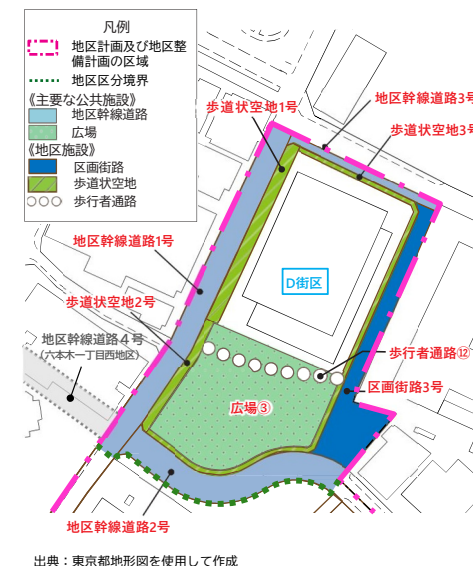 凡例
地区計画及び地区整
備計画の区域
地区区分境界
《主要な公共施設》
地区幹線道路
広場
《地区施設》
区画街路
歩道状空地
歩行者通路
歩道状空地1号
地区幹線道路3号
歩道状空地3号
地区幹線道路1号
D街区
歩道状空地2号
地区幹線道路4号
(六本木一丁目西地区)
歩行者通路⑫
区画街路3号
広場③
地区幹線道路2号
出典：東京都地形図を使用して作成